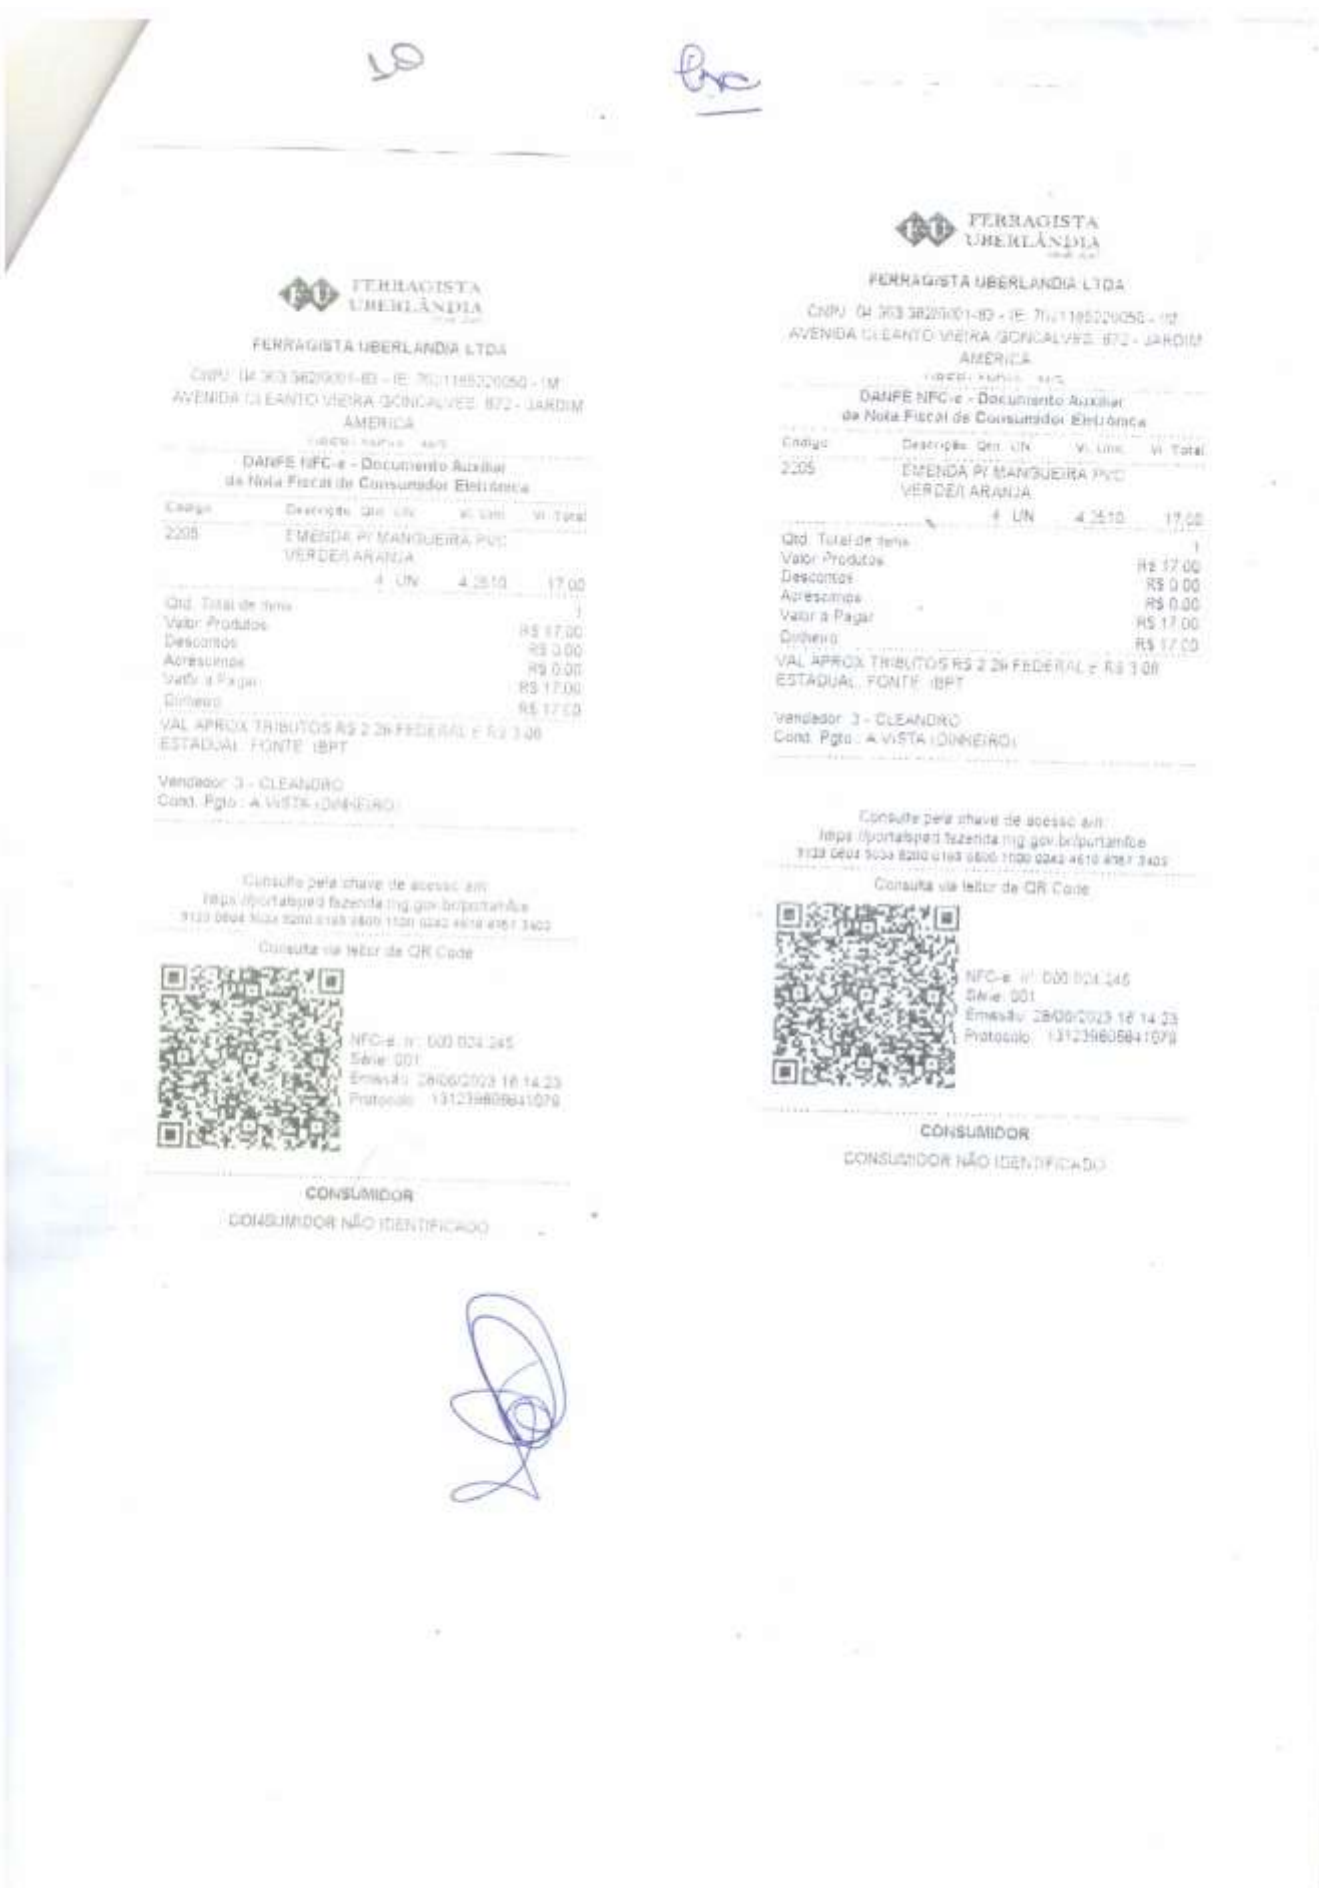 10
FERRAGISTA
UBERLÂNDIA
FERRAGISTA UBERLANDIA LTDA
AVENIDA CLEANTO VIEIRA GONCALVES, 872 - JARDIM
AMERICA
DANFE NFC-e - Documento Auxiliar
da Nota Fiscal de Consumidor Eletrônica
Código Descrição Qtd UN Vl. Unit. Vl Total
2205 EMENDA P/ MANGUEIRA PVC
VERDE/LARANJA
4 UN 4.2510 17,00
Qtd. Total de Itens 1
Valor Produtos R$ 17,00
Descontos R$ 0,00
Acréscimos R$ 0,00
Valor a Pagar R$ 17,00
Dinheiro R$ 17,00
VAL APROX TRIBUTOS R$ 2.26 FEDERAL E R$ 3.06
ESTADUAL. FONTE: IBPT
Vendedor: 3 - CLEANDRO
Cond. Pgto.: A VISTA (DINHEIRO)
Consulte pela chave de acesso em:
Consulta via leitor de QR Code
NFC-e nº: 000.024.245
Série: 001
Emissão: 28/06/2023 16:14:23
Protocolo: 131239605641079
CONSUMIDOR
CONSUMIDOR NÃO IDENTIFICADO
FERRAGISTA
UBERLÂNDIA
FERRAGISTA UBERLANDIA LTDA
AVENIDA CLEANTO VIEIRA GONCALVES, 872 - JARDIM
AMERICA
DANFE NFC-e - Documento Auxiliar
da Nota Fiscal de Consumidor Eletrônica
Código Descrição Qtd UN Vl. Unit. Vl Total
2205 EMENDA P/ MANGUEIRA PVC
VERDE/LARANJA
4 UN 4.2510 17,00
Qtd. Total de Itens 1
Valor Produtos R$ 17,00
Descontos R$ 0,00
Acréscimos R$ 0,00
Valor a Pagar R$ 17,00
Dinheiro R$ 17,00
VAL APROX TRIBUTOS R$ 2.26 FEDERAL E R$ 3.06
ESTADUAL. FONTE: IBPT
Vendedor: 3 - CLEANDRO
Cond. Pgto.: A VISTA (DINHEIRO)
Consulte pela chave de acesso em:
Consulta via leitor de QR Code
NFC-e nº: 000.024.245
Série: 001
Emissão: 28/06/2023 16:14:23
Protocolo: 131239605641079
CONSUMIDOR
CONSUMIDOR NÃO IDENTIFICADO